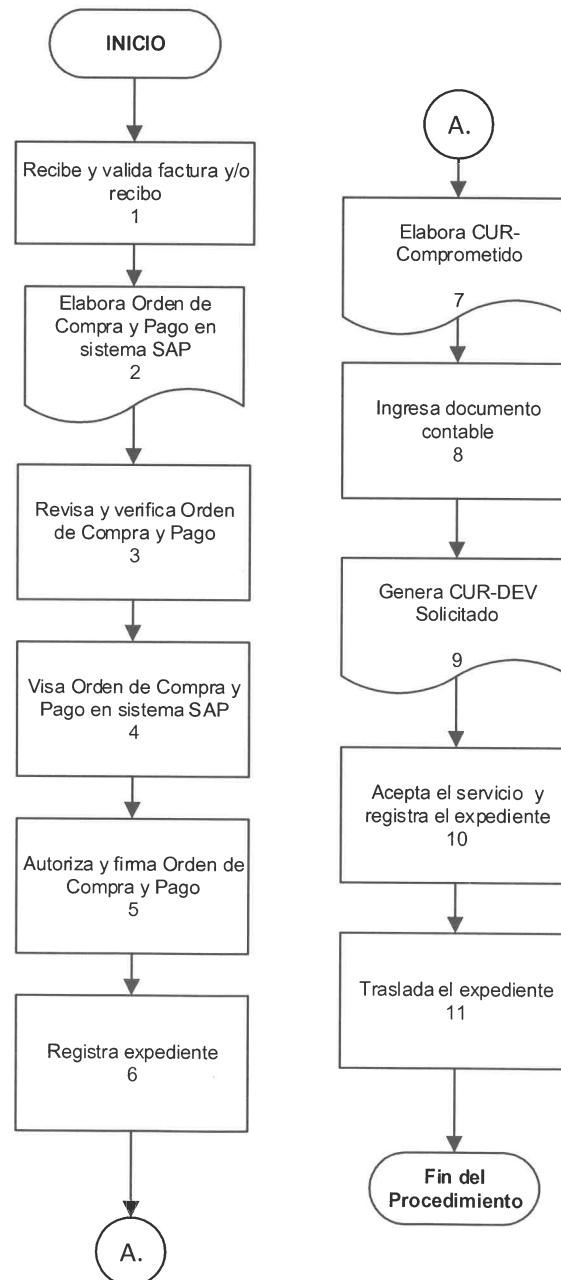 INICIO
Recibe y valida factura y/o
recibo
1
Elabora Orden de
Compra y Pago en
sistema SAP
2
Revisa y verifica Orden
de Compra y Pago
3
Visa Orden de Compra y
Pago en sistema SAP
4
Autoriza y firma Orden de
Compra y Pago
5
Registra expediente
6
A.
A.
Elabora CUR-
Comprometido
7
Ingresa documento
contable
8
Genera CUR-DEV
Solicitado
9
Acepta el servicio y
registra el expediente
10
Traslada el expediente
11
Fin del
Procedimiento